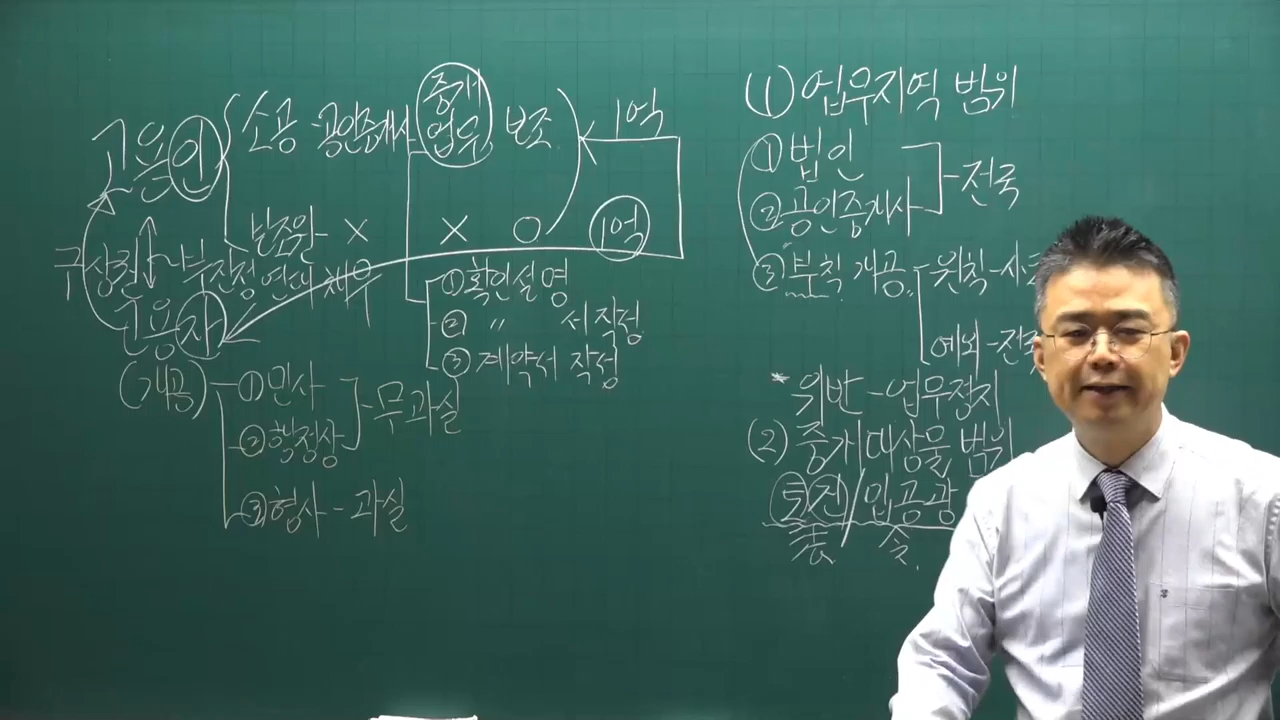 고용인 소공 공인중개사 중개업무 보조 1억
보조원 × × ○ 1억
구상권 부진정연대채무
고용자
(개공) ①민사
②행정상 무과실
③형사 - 과실
①확인설명
② 〃 서 작성
③ 계약서 작성
(1) 업무지역 범위
① 법인
② 공인중개사 - 전국
③ 부칙 개공 원칙 - 시
예외 - 전국
* 위반 - 업무정지
(2) 중개대상물 범위
토건/입공광
法 令